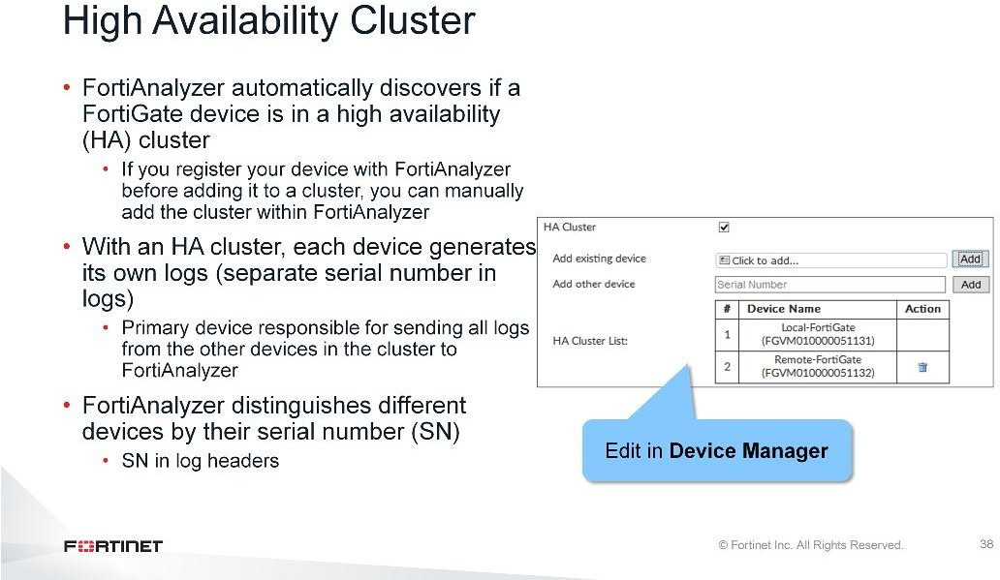 High Availability Cluster
• FortiAnalyzer automatically discovers if a
FortiGate device is in a high availability
(HA) cluster
• If you register your device with FortiAnalyzer
before adding it to a cluster, you can manually
add the cluster within FortiAnalyzer
• With an HA cluster, each device generates
its own logs (separate serial number in
logs)
• Primary device responsible for sending all logs
from the other devices in the cluster to
FortiAnalyzer
• FortiAnalyzer distinguishes different
devices by their serial number (SN)
• SN in log headers
HA Cluster
Add existing device Click to add... Add
Add other device Serial Number Add
HA Cluster List:
# Device Name Action
1 Local-FortiGate
(FGVM010000051131)
2 Remote-FortiGate
(FGVM010000051132)
Edit in Device Manager
FORTINET
© Fortinet Inc. All Rights Reserved.
38